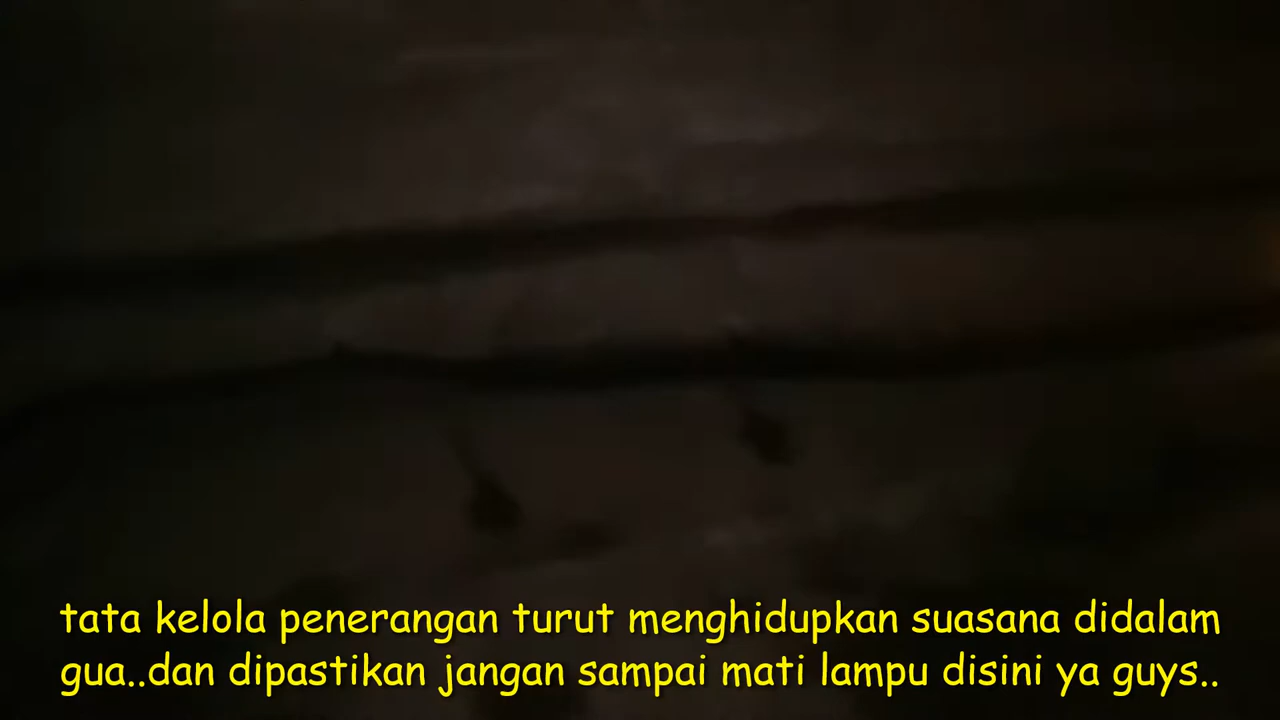 tata kelola penerangan turut menghidupkan suasana didalam
gua..dan dipastikan jangan sampai mati lampu disini ya guys..